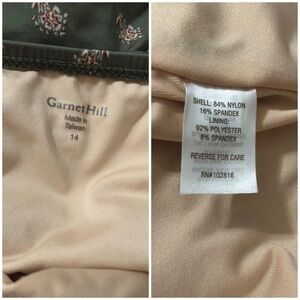 GarnetHill
Made In
Taiwan
14
SHELL: 84% NYLON
16% SPANDEX
LINING:
92% POLYESTER
8% SPANDEX
REVERSE FOR CARE
RN#102816